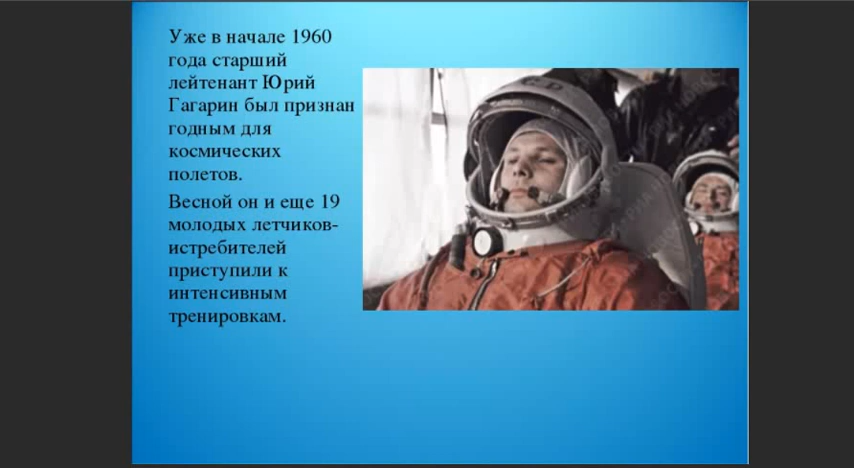 Уже в начале 1960
года старший
лейтенант Юрий
Гагарин был признан
годным для
космических
полетов.
Весной он и еще 19
молодых летчиков-
истребителей
приступили к
интенсивным
тренировкам.